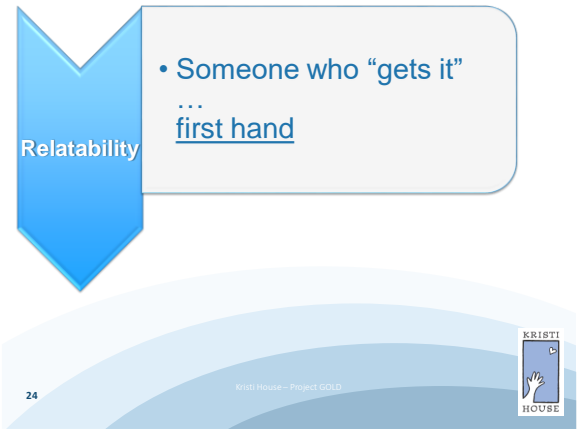 Relatability
• Someone who “gets it”
…
first hand
24
Kristi House – Project GOLD
KRISTI
HOUSE